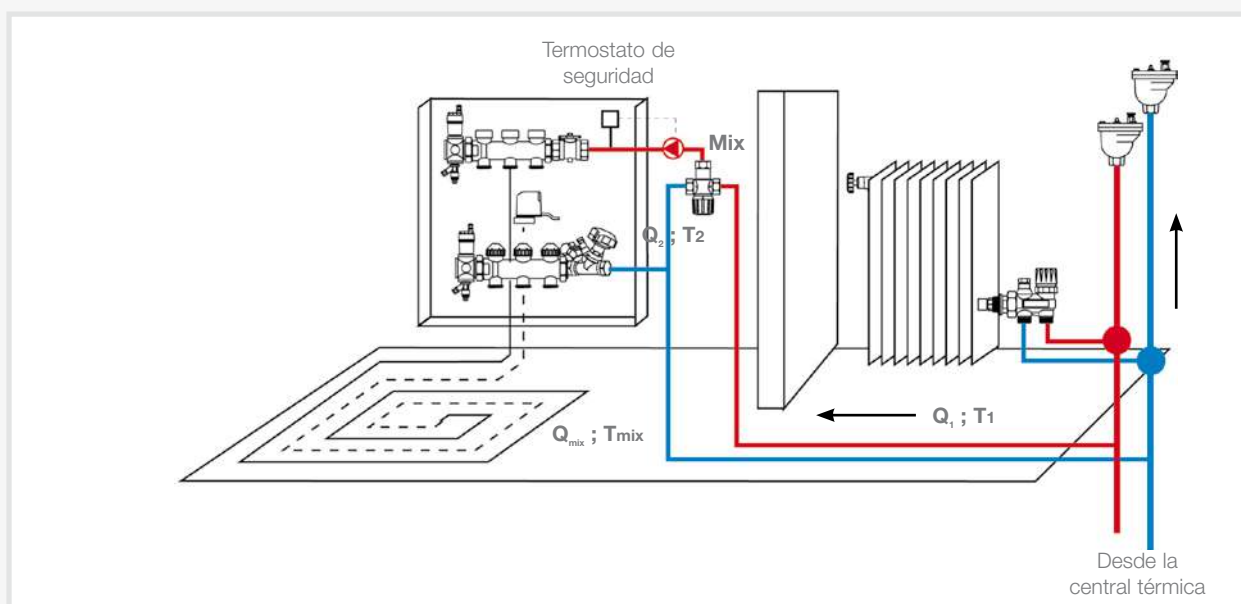 Termostato de
seguridad
Mix
Q₂ ; T2
Qmix ; Tmix
Q₁ ; T1
Desde la
central térmica